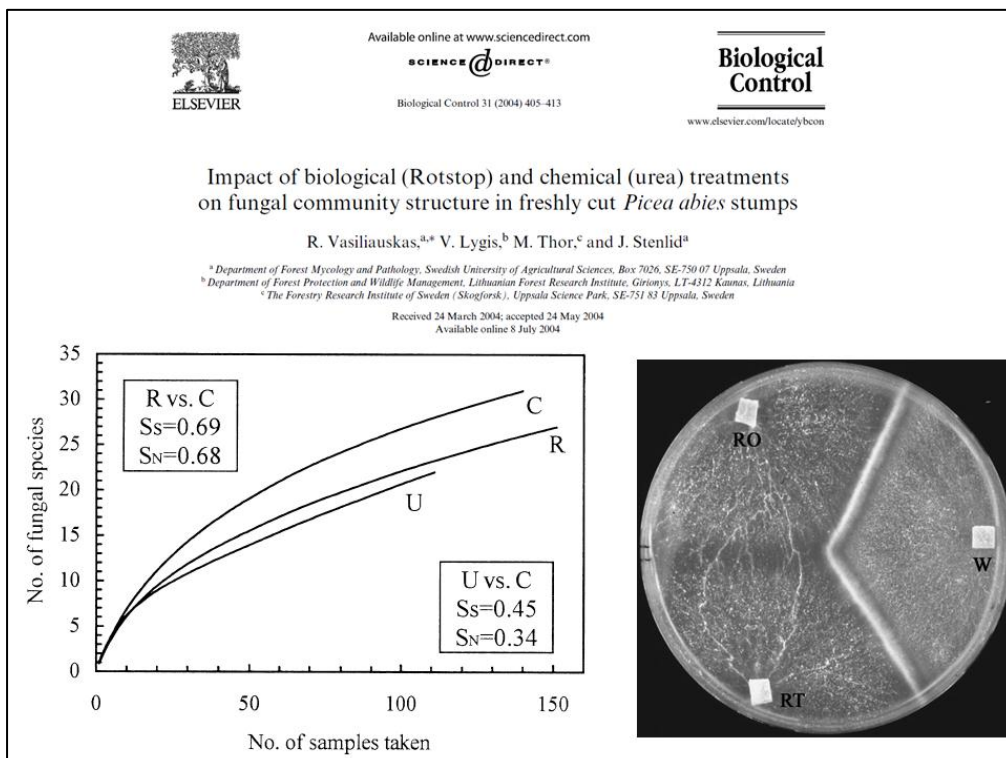 ELSEVIER
Available online at www.sciencedirect.com
SCIENCE @ DIRECT®
Biological Control 31 (2004) 405–413
Biological
Control
www.elsevier.com/locate/ybcon
Impact of biological (Rotstop) and chemical (urea) treatments
on fungal community structure in freshly cut Picea abies stumps
R. Vasiliauskas,a,* V. Lygis,b M. Thor,c and J. Stenlida
a Department of Forest Mycology and Pathology, Swedish University of Agricultural Sciences, Box 7026, SE-750 07 Uppsala, Sweden
b Department of Forest Protection and Wildlife Management, Lithuanian Forest Research Institute, Girionys, LT-4312 Kaunas, Lithuania
c The Forestry Research Institute of Sweden (Skogforsk), Uppsala Science Park, SE-751 83 Uppsala, Sweden
Received 24 March 2004; accepted 24 May 2004
Available online 8 July 2004
No. of fungal species
35
30
25
20
15
10
5
0
R vs. C
Ss=0.69
SN=0.68
C
R
U
U vs. C
Ss=0.45
SN=0.34
0 50 100 150
No. of samples taken
RO
W
RT